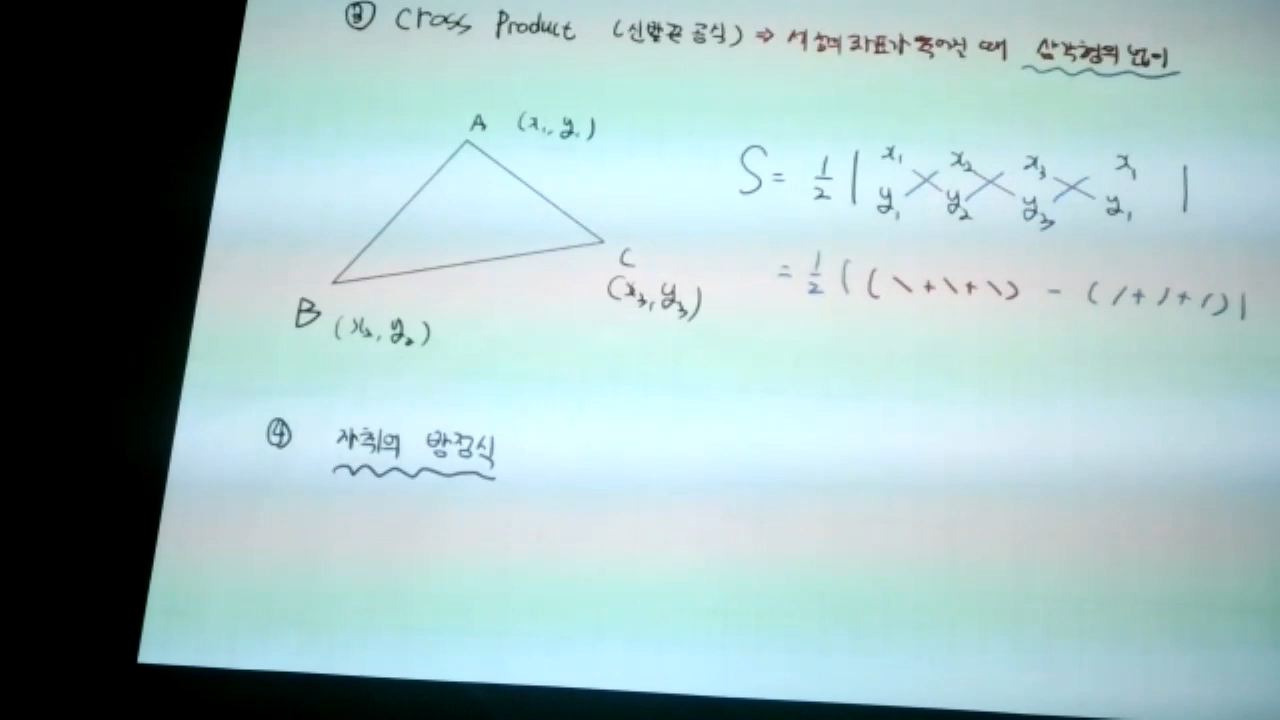 ③ Cross Product (신발끈 공식) ⇒ 세 점의 좌표가 주어진 때 삼각형의 넓이
A (x₁, y₁)
S = 1/2 | x₁ x₂ x₃ x₁
y₁ y₂ y₃ y₁ |
C
(x₃, y₃)
= 1/2 | (\+\+\) - (/+/+/) |
B (x₂, y₂)
④ 자취의 방정식